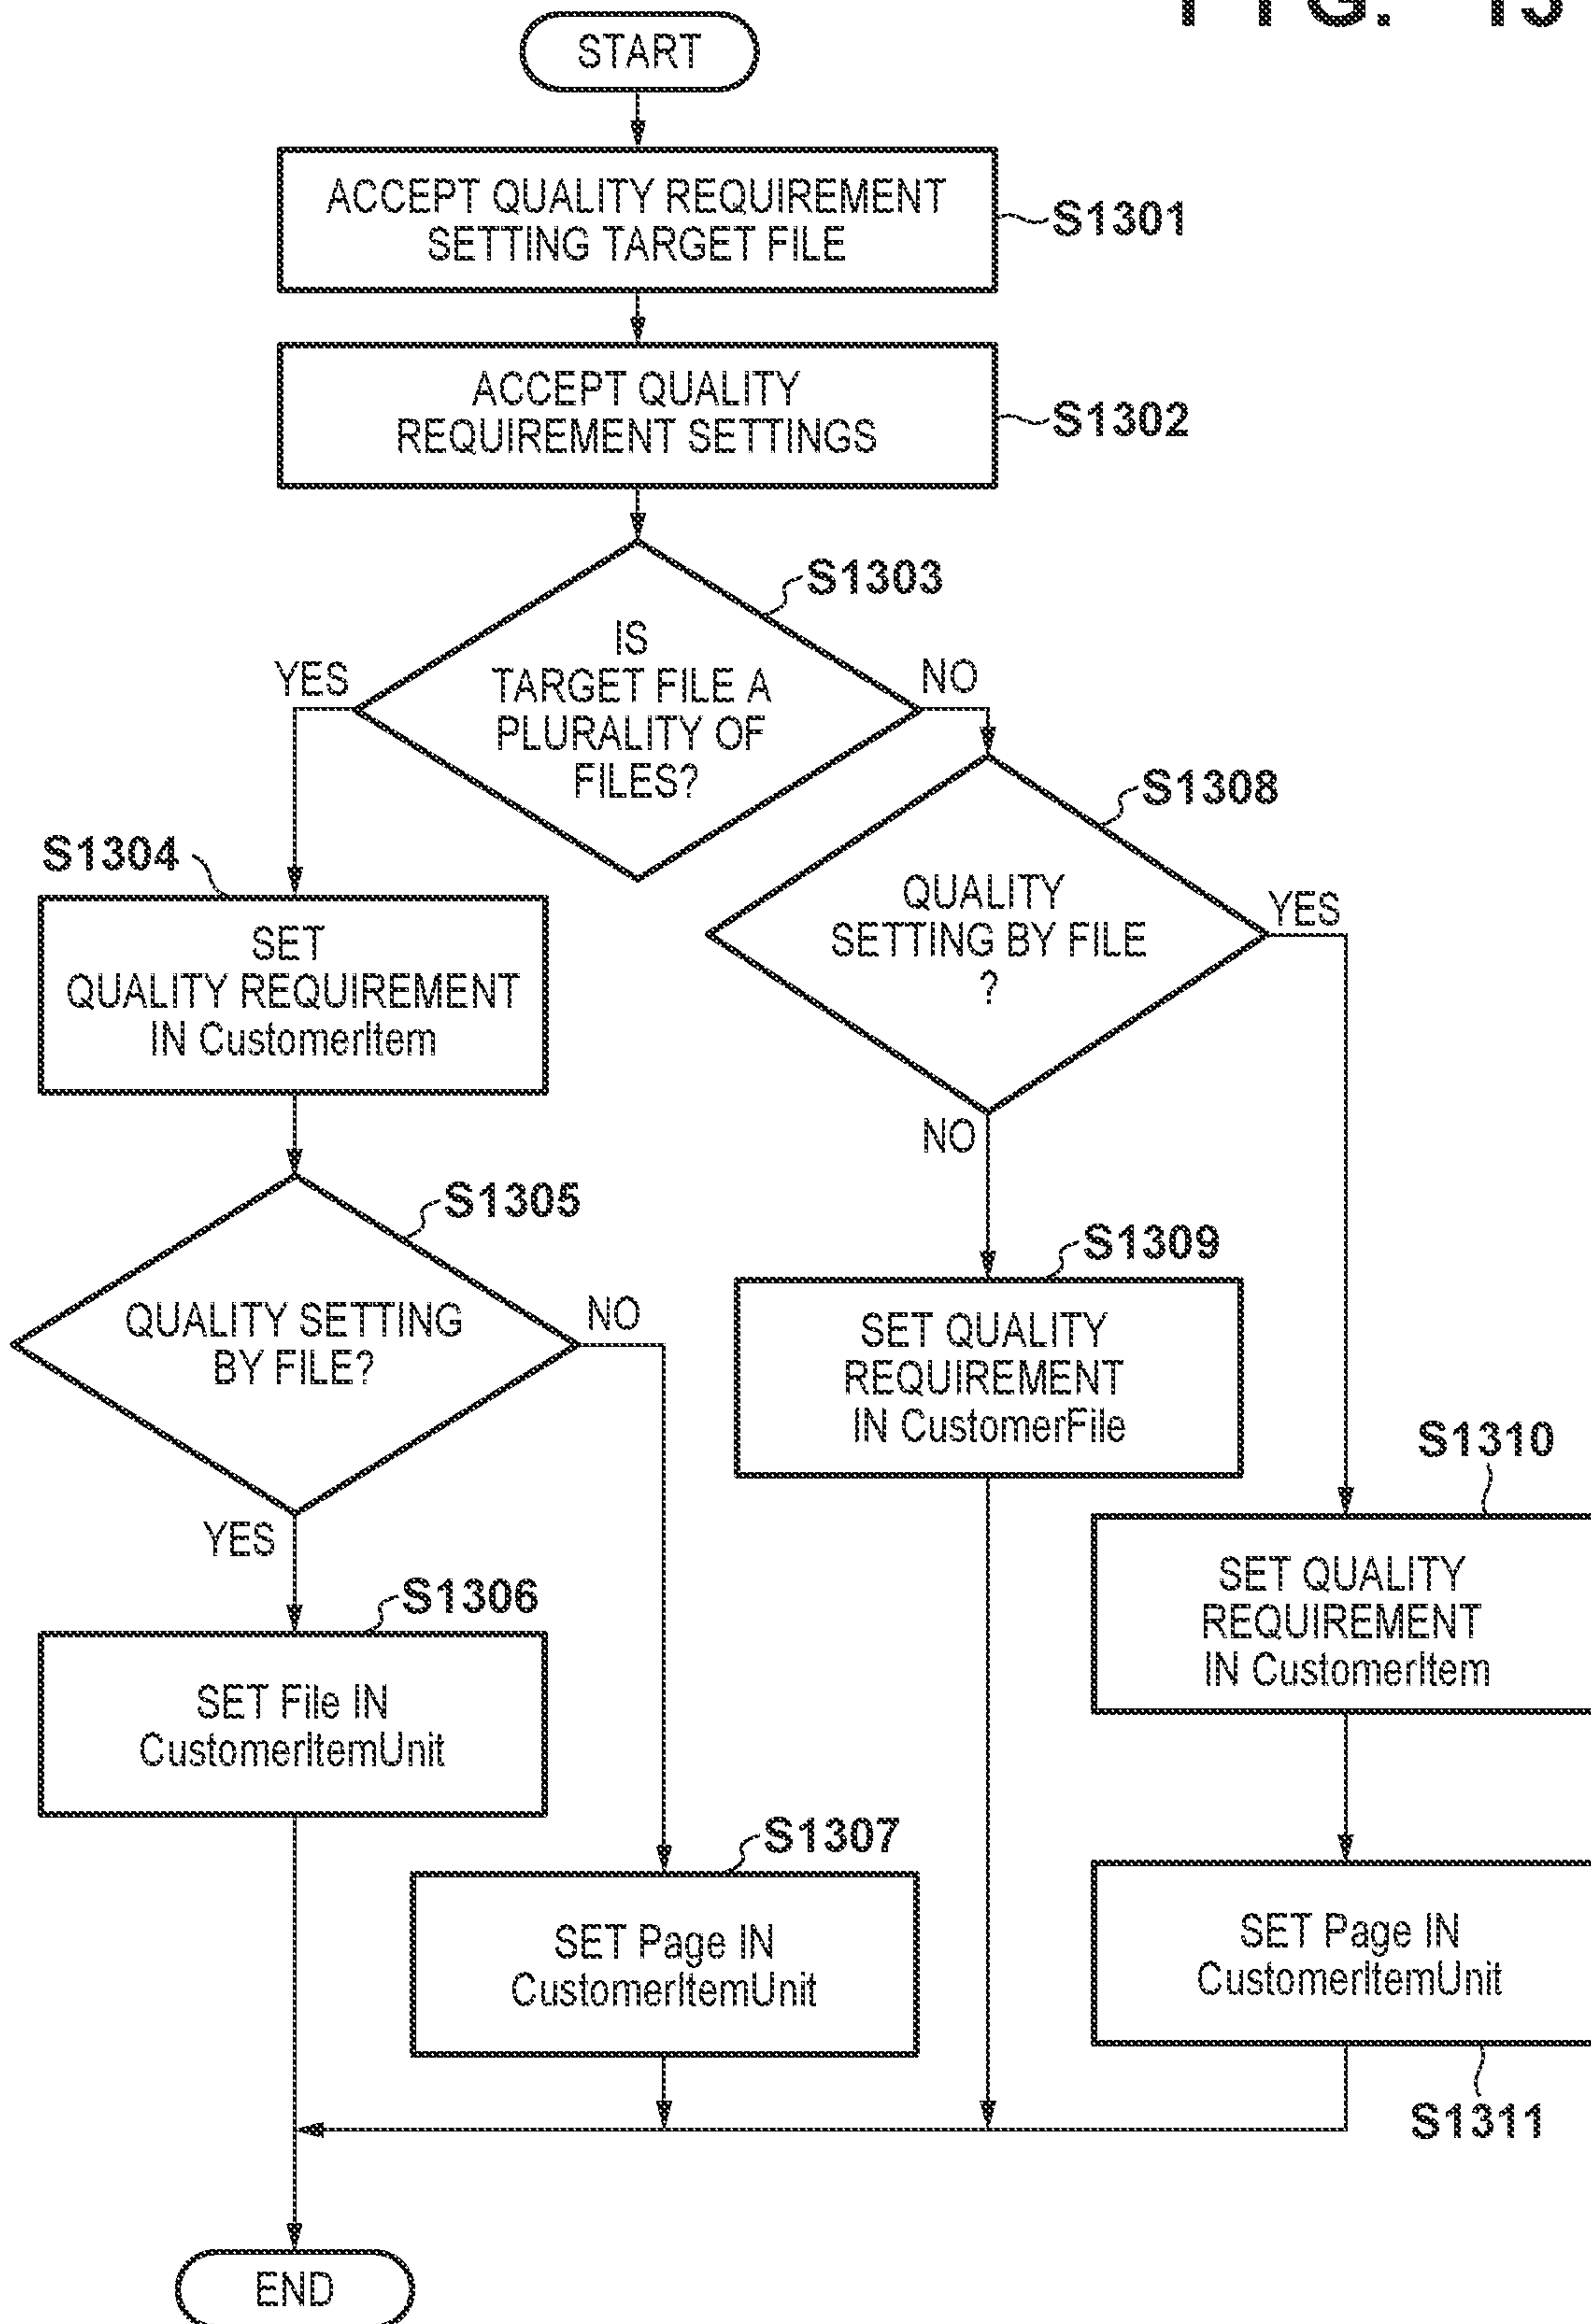 FIG. 13
START
ACCEPT QUALITY REQUIREMENT
SETTING TARGET FILE
S1301
ACCEPT QUALITY
REQUIREMENT SETTINGS
S1302
S1303
IS
TARGET FILE A
PLURALITY OF
FILES?
YES
NO
S1304
SET
QUALITY REQUIREMENT
IN CustomerItem
S1308
QUALITY
SETTING BY FILE
?
YES
NO
S1305
QUALITY SETTING
BY FILE?
NO
YES
S1309
SET QUALITY
REQUIREMENT
IN CustomerFile
S1306
SET File IN
CustomerItemUnit
S1310
SET QUALITY
REQUIREMENT
IN CustomerItem
S1307
SET Page IN
CustomerItemUnit
SET Page IN
CustomerItemUnit
S1311
END